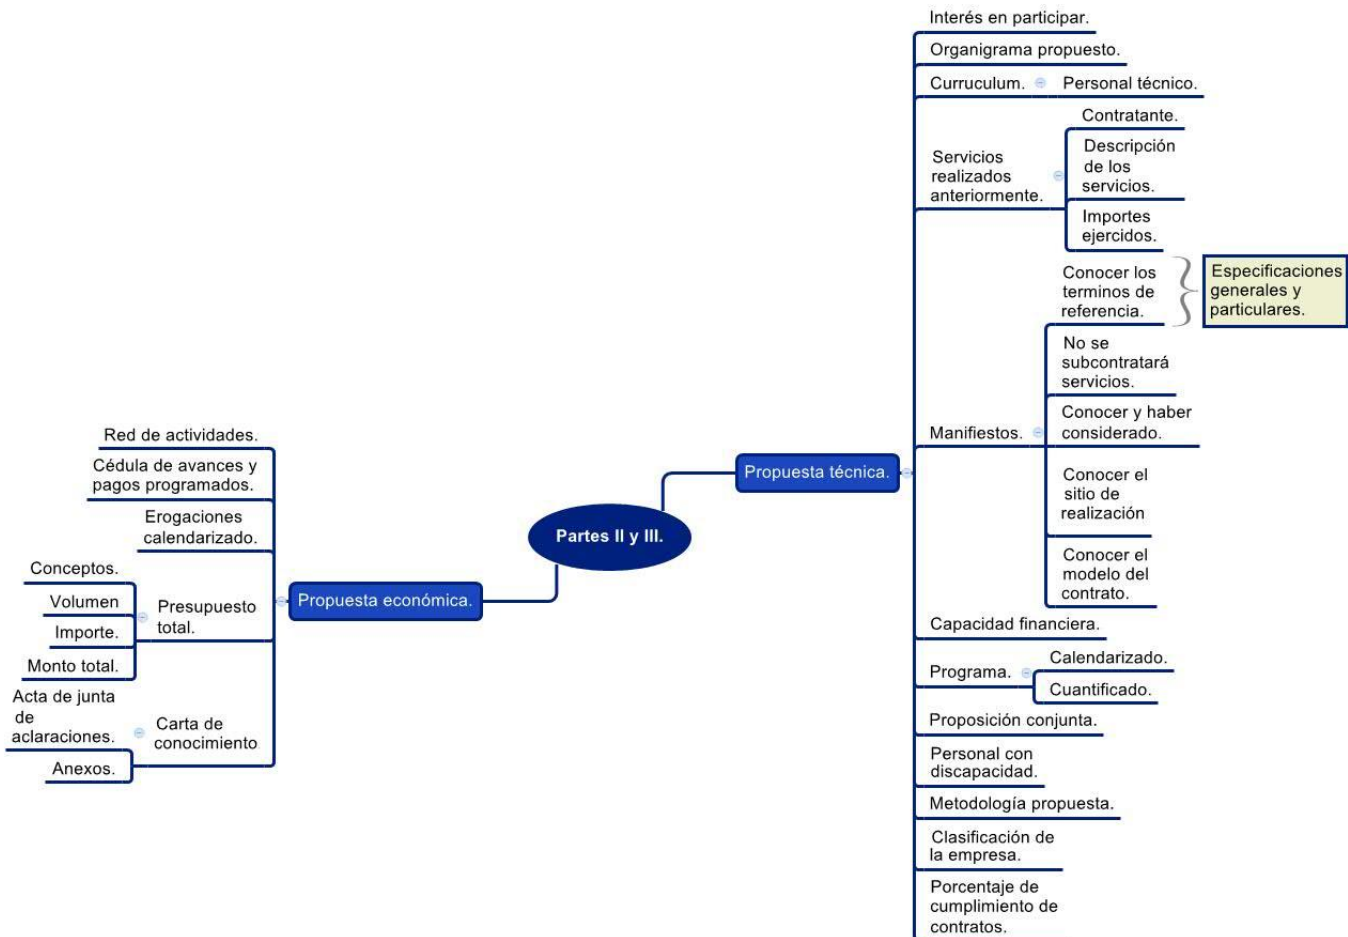 Partes II y III.
Propuesta técnica.
Interés en participar.
Organigrama propuesto.
Curruculum.
Personal técnico.
Servicios
realizados
anteriormente.
Contratante.
Descripción
de los
servicios.
Importes
ejercidos.
Manifiestos.
Conocer los
terminos de
referencia.
Especificaciones
generales y
particulares.
No se
subcontratará
servicios.
Conocer y haber
considerado.
Conocer el
sitio de
realización
Conocer el
modelo del
contrato.
Capacidad financiera.
Programa.
Calendarizado.
Cuantificado.
Proposición conjunta.
Personal con
discapacidad.
Metodología propuesta.
Clasificación de
la empresa.
Porcentaje de
cumplimiento de
contratos.
Propuesta económica.
Red de actividades.
Cédula de avances y
pagos programados.
Erogaciones
calendarizado.
Presupuesto
total.
Conceptos.
Volumen
Importe.
Monto total.
Carta de
conocimiento
Acta de junta
de
aclaraciones.
Anexos.